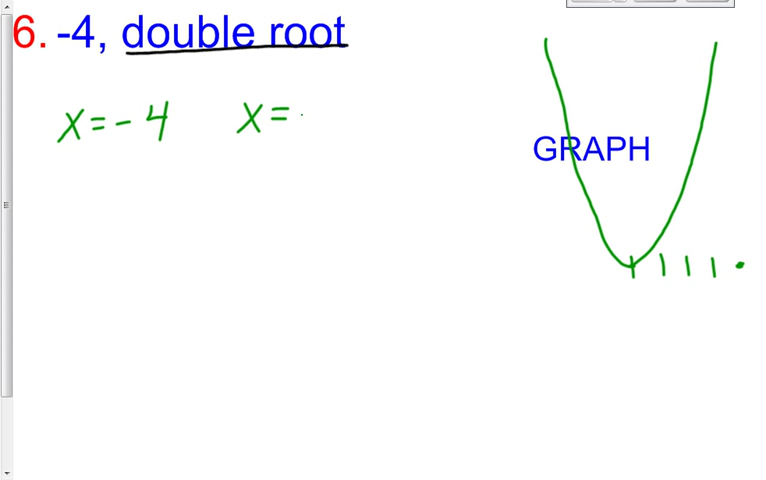 6. -4, double root
x = -4 x =
GRAPH